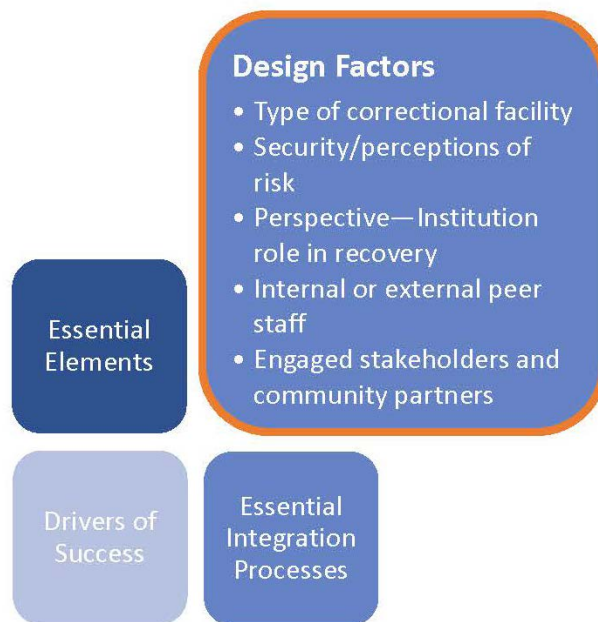 Design Factors
• Type of correctional facility
• Security/perceptions of
risk
• Perspective—Institution
role in recovery
• Internal or external peer
staff
• Engaged stakeholders and
community partners
Essential
Elements
Drivers of
Success
Essential
Integration
Processes